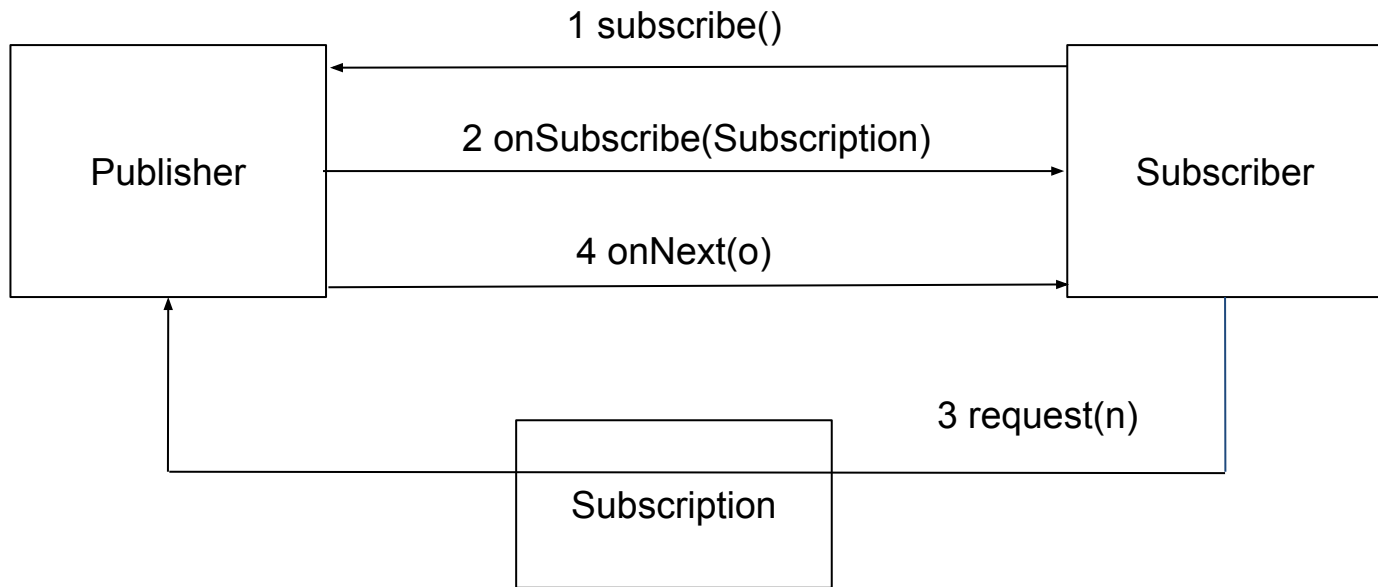 1 subscribe()
Publisher
2 onSubscribe(Subscription)
Subscriber
4 onNext(o)
3 request(n)
Subscription